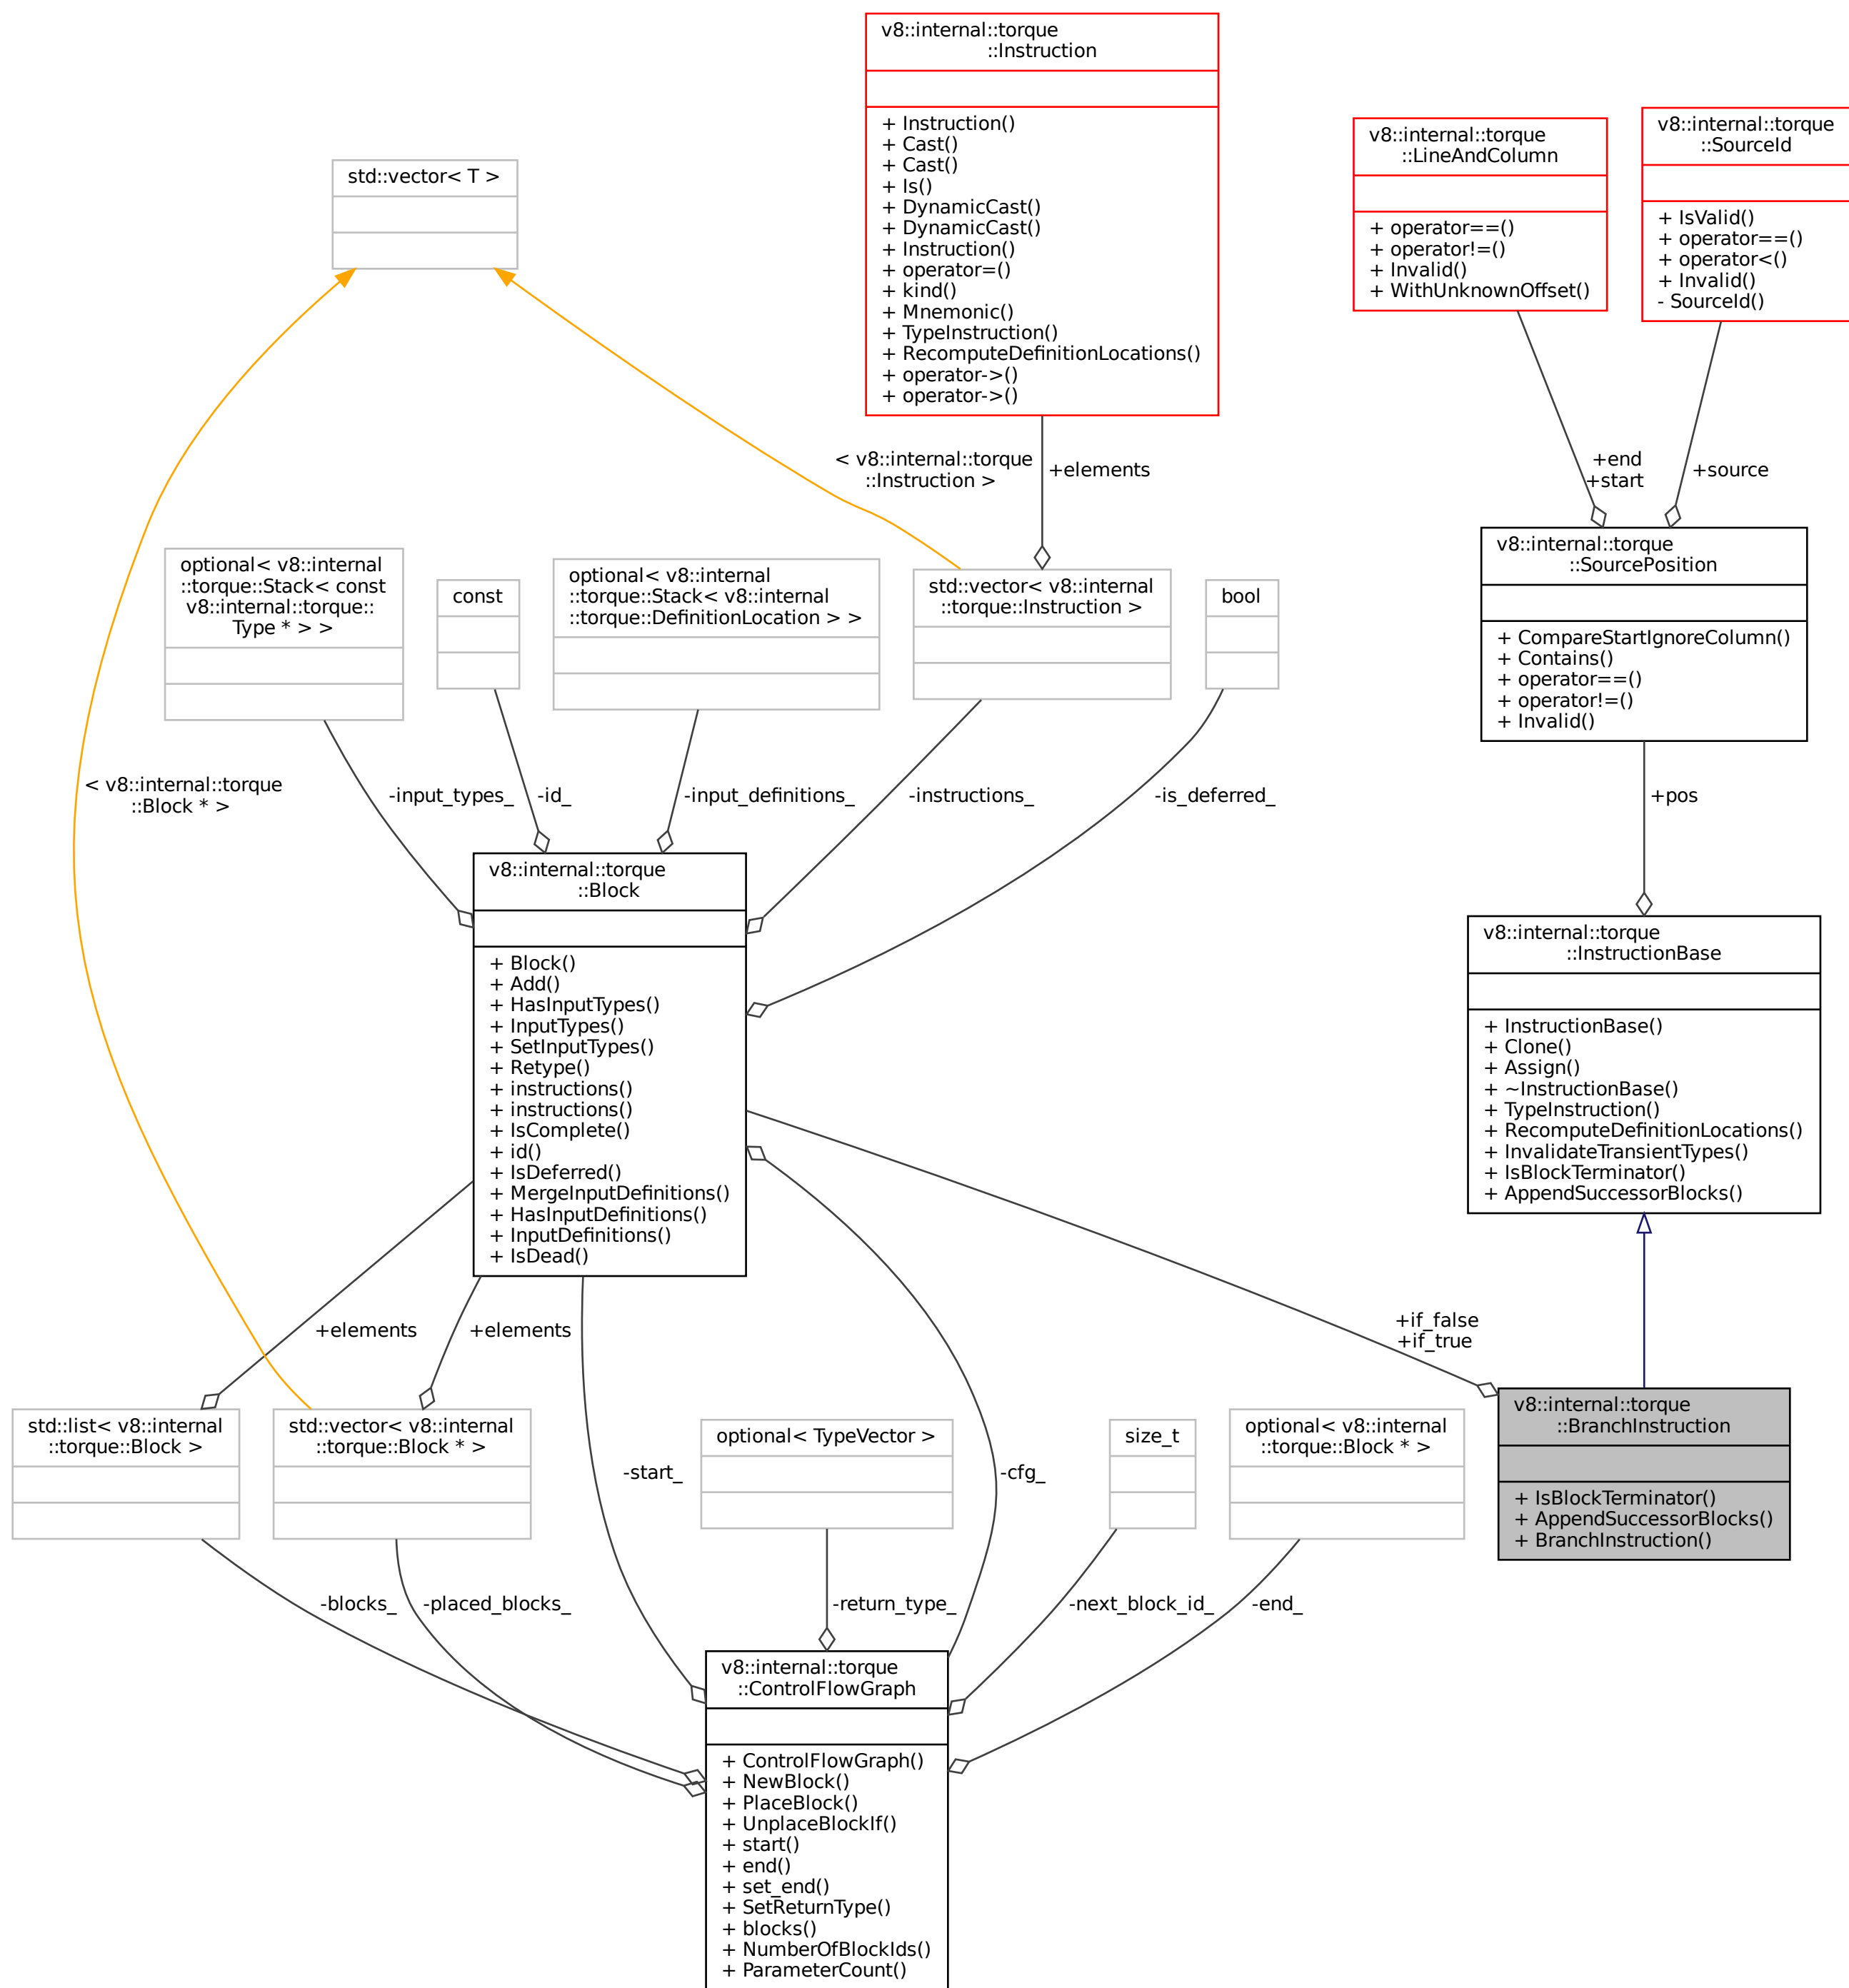 v8::internal::torque
::Instruction
+ Instruction()
+ Cast()
+ Cast()
+ Is()
+ DynamicCast()
+ DynamicCast()
+ Instruction()
+ operator=()
+ kind()
+ Mnemonic()
+ TypeInstruction()
+ RecomputeDefinitionLocations()
+ operator->()
+ operator->()
v8::internal::torque
::LineAndColumn
+ operator==()
+ operator!=()
+ Invalid()
+ WithUnknownOffset()
v8::internal::torque
::SourceId
+ IsValid()
+ operator==()
+ operator<()
+ Invalid()
- SourceId()
std::vector< T >
< v8::internal::torque
::Instruction >
+elements
+end
+start
+source
optional< v8::internal
::torque::Stack< const
v8::internal::torque::
Type * > >
const
optional< v8::internal
::torque::Stack< v8::internal
::torque::DefinitionLocation > >
std::vector< v8::internal
::torque::Instruction >
bool
v8::internal::torque
::SourcePosition
+ CompareStartIgnoreColumn()
+ Contains()
+ operator==()
+ operator!=()
+ Invalid()
< v8::internal::torque
::Block * >
-input_types_
-id_
-input_definitions_
-instructions_
-is_deferred_
+pos
v8::internal::torque
::Block
+ Block()
+ Add()
+ HasInputTypes()
+ InputTypes()
+ SetInputTypes()
+ Retype()
+ instructions()
+ instructions()
+ IsComplete()
+ id()
+ IsDeferred()
+ MergeInputDefinitions()
+ HasInputDefinitions()
+ InputDefinitions()
+ IsDead()
v8::internal::torque
::InstructionBase
+ InstructionBase()
+ Clone()
+ Assign()
+ ~InstructionBase()
+ TypeInstruction()
+ RecomputeDefinitionLocations()
+ InvalidateTransientTypes()
+ IsBlockTerminator()
+ AppendSuccessorBlocks()
+elements
+elements
+if_false
+if_true
std::list< v8::internal
::torque::Block >
std::vector< v8::internal
::torque::Block * >
-start_
optional< TypeVector >
-cfg_
size_t
optional< v8::internal
::torque::Block * >
v8::internal::torque
::BranchInstruction
+ IsBlockTerminator()
+ AppendSuccessorBlocks()
+ BranchInstruction()
-blocks_
-placed_blocks_
-return_type_
-next_block_id_
-end_
v8::internal::torque
::ControlFlowGraph
+ ControlFlowGraph()
+ NewBlock()
+ PlaceBlock()
+ UnplaceBlockIf()
+ start()
+ end()
+ set_end()
+ SetReturnType()
+ blocks()
+ NumberOfBlockIds()
+ ParameterCount()